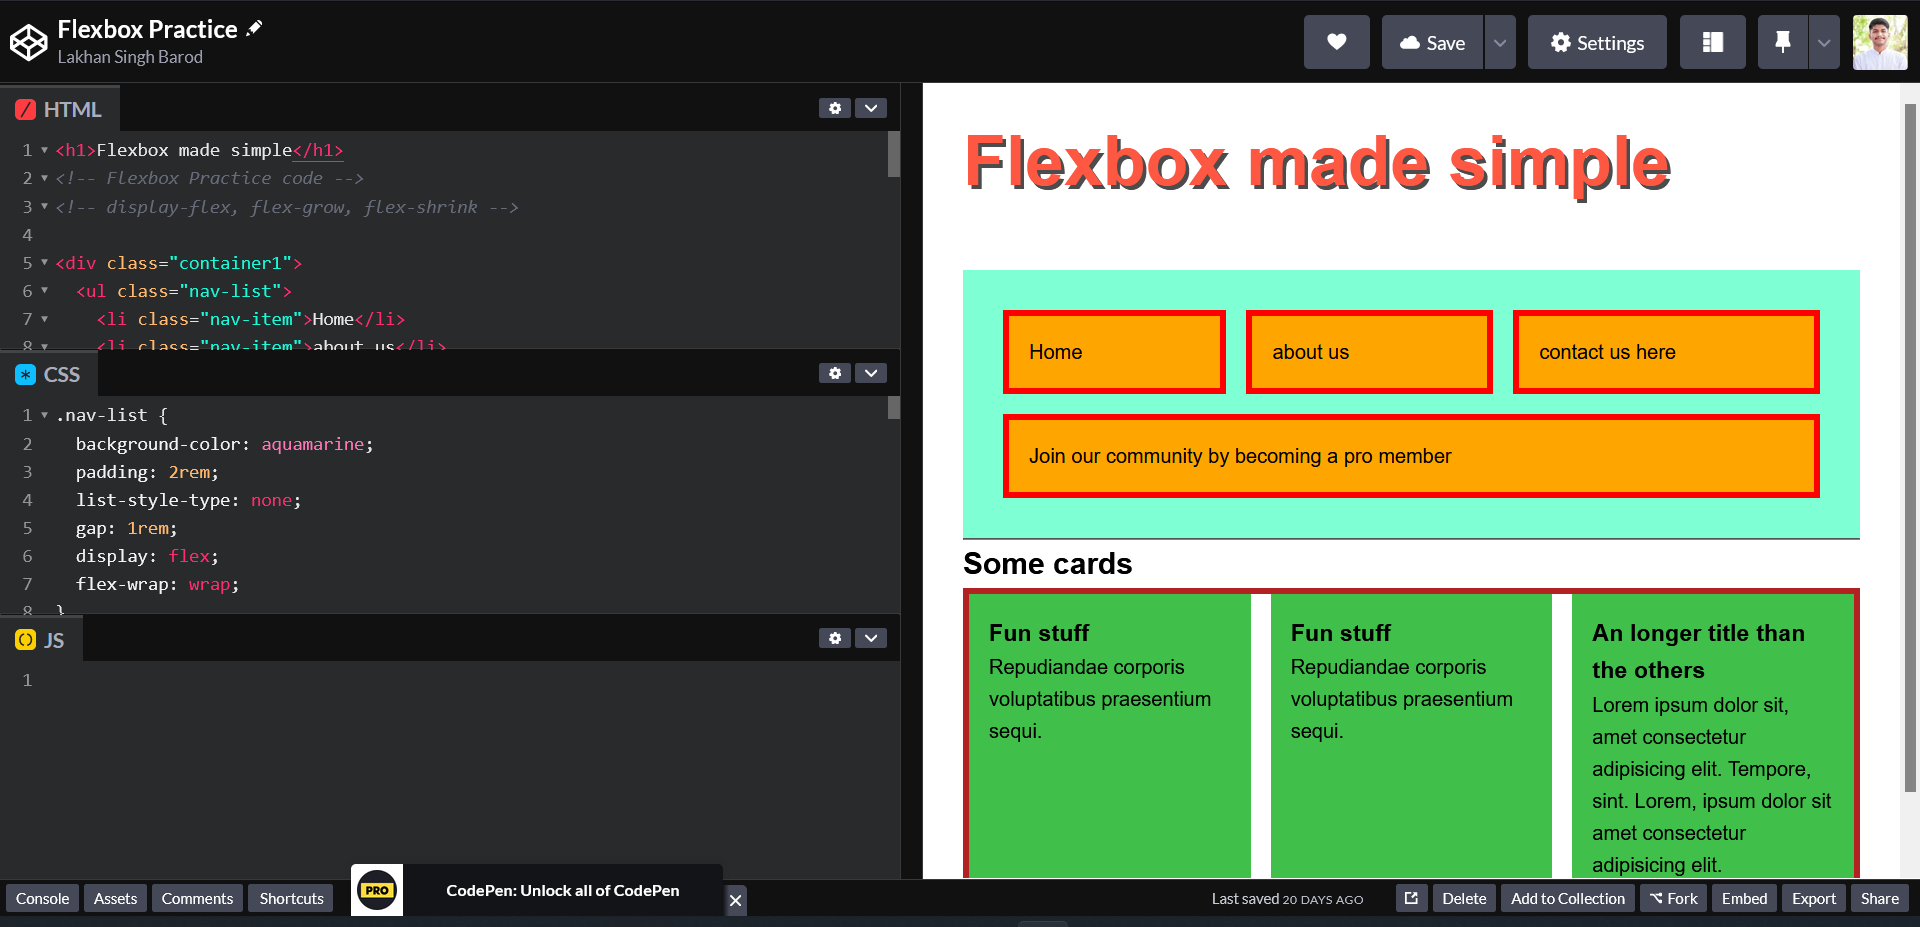 Flexbox Practice
Lakhan Singh Barod
Save
Settings
HTML
1 <h1>Flexbox made simple</h1>
2 <!-- Flexbox Practice code -->
3 <!-- display-flex, flex-grow, flex-shrink -->
4
5 <div class="container1">
6 <ul class="nav-list">
7 <li class="nav-item">Home</li>
8 <li class="nav-item">about us</li>
CSS
1 .nav-list {
2 background-color: aquamarine;
3 padding: 2rem;
4 list-style-type: none;
5 gap: 1rem;
6 display: flex;
7 flex-wrap: wrap;
8 }
JS
1
Flexbox made simple
Home
about us
contact us here
Join our community by becoming a pro member
Some cards
Fun stuff
Repudiandae corporis
voluptatibus praesentium
sequi.
Fun stuff
Repudiandae corporis
voluptatibus praesentium
sequi.
An longer title than
the others
Lorem ipsum dolor sit,
amet consectetur
adipisicing elit. Tempore,
sint. Lorem, ipsum dolor sit
amet consectetur
adipisicing elit.
Console
Assets
Comments
Shortcuts
PRO
CodePen: Unlock all of CodePen
Last saved 20 DAYS AGO
Delete
Add to Collection
Fork
Embed
Export
Share